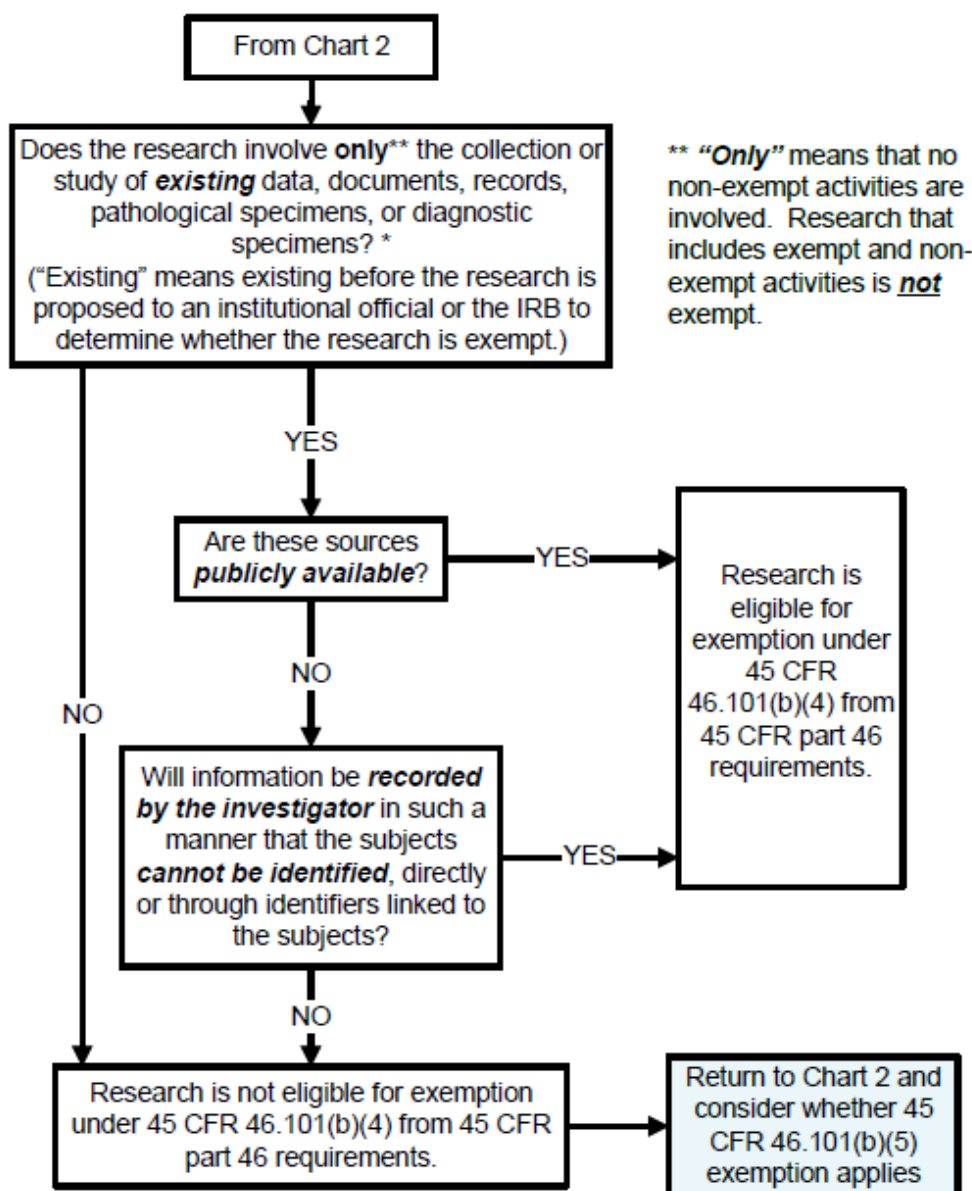 From Chart 2
Does the research involve only** the collection or
study of existing data, documents, records,
pathological specimens, or diagnostic
specimens? *
(“Existing” means existing before the research is
proposed to an institutional official or the IRB to
determine whether the research is exempt.)
** “Only” means that no
non-exempt activities are
involved.  Research that
includes exempt and non-
exempt activities is not
exempt.
YES
Are these sources
publicly available?
YES
Research is
eligible for
exemption under
45 CFR
46.101(b)(4) from
45 CFR part 46
requirements.
NO
NO
Will information be recorded
by the investigator in such a
manner that the subjects
cannot be identified, directly
or through identifiers linked to
the subjects?
YES
NO
Research is not eligible for exemption
under 45 CFR 46.101(b)(4) from 45 CFR
part 46 requirements.
Return to Chart 2 and
consider whether 45
CFR 46.101(b)(5)
exemption applies